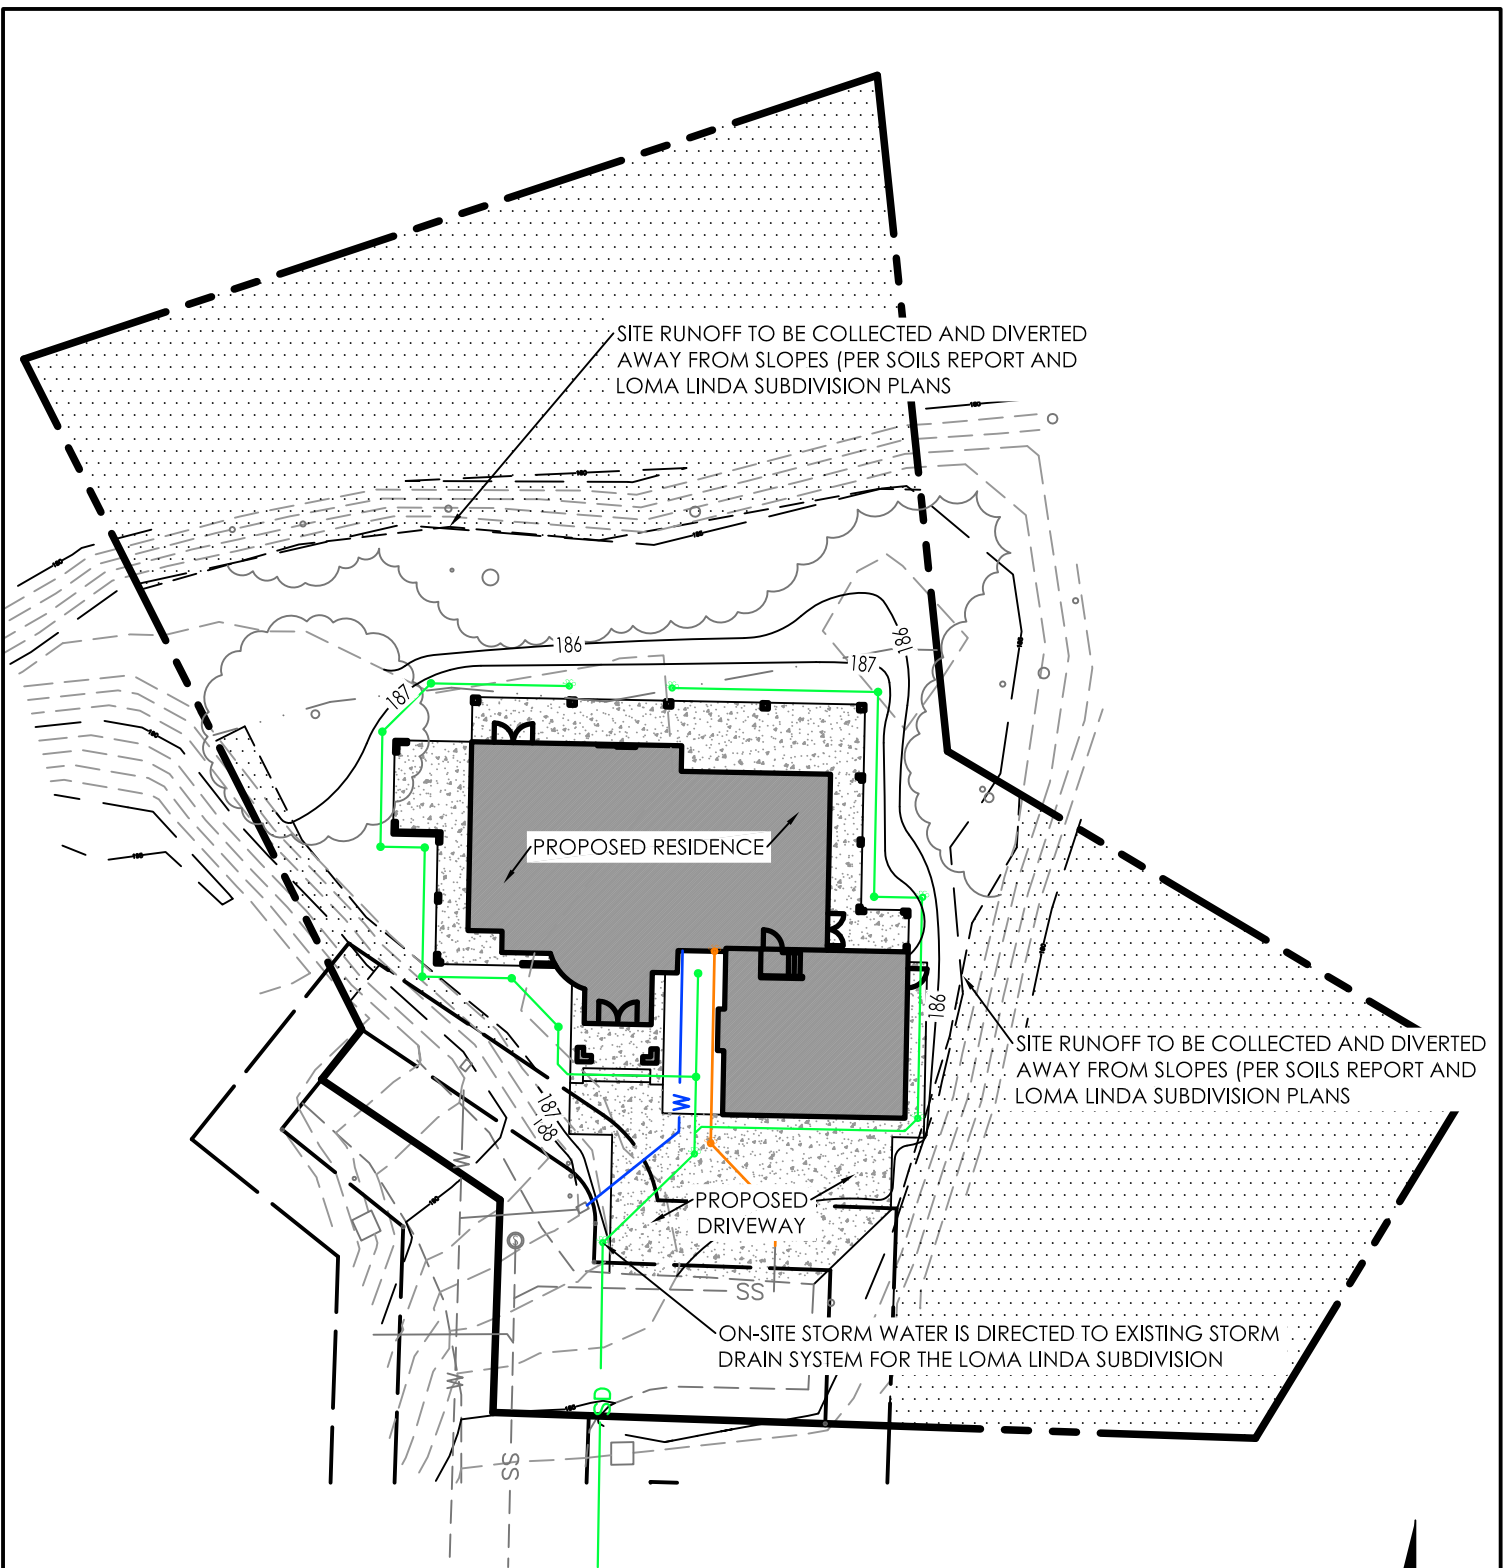 SITE RUNOFF TO BE COLLECTED AND DIVERTED
AWAY FROM SLOPES (PER SOILS REPORT AND
LOMA LINDA SUBDIVISION PLANS
186
186
187
187
PROPOSED RESIDENCE
186
SITE RUNOFF TO BE COLLECTED AND DIVERTED
AWAY FROM SLOPES (PER SOILS REPORT AND
LOMA LINDA SUBDIVISION PLANS
W
187
188
W
PROPOSED
DRIVEWAY
SS
ON-SITE STORM WATER IS DIRECTED TO EXISTING STORM
DRAIN SYSTEM FOR THE LOMA LINDA SUBDIVISION
W
SD
SS